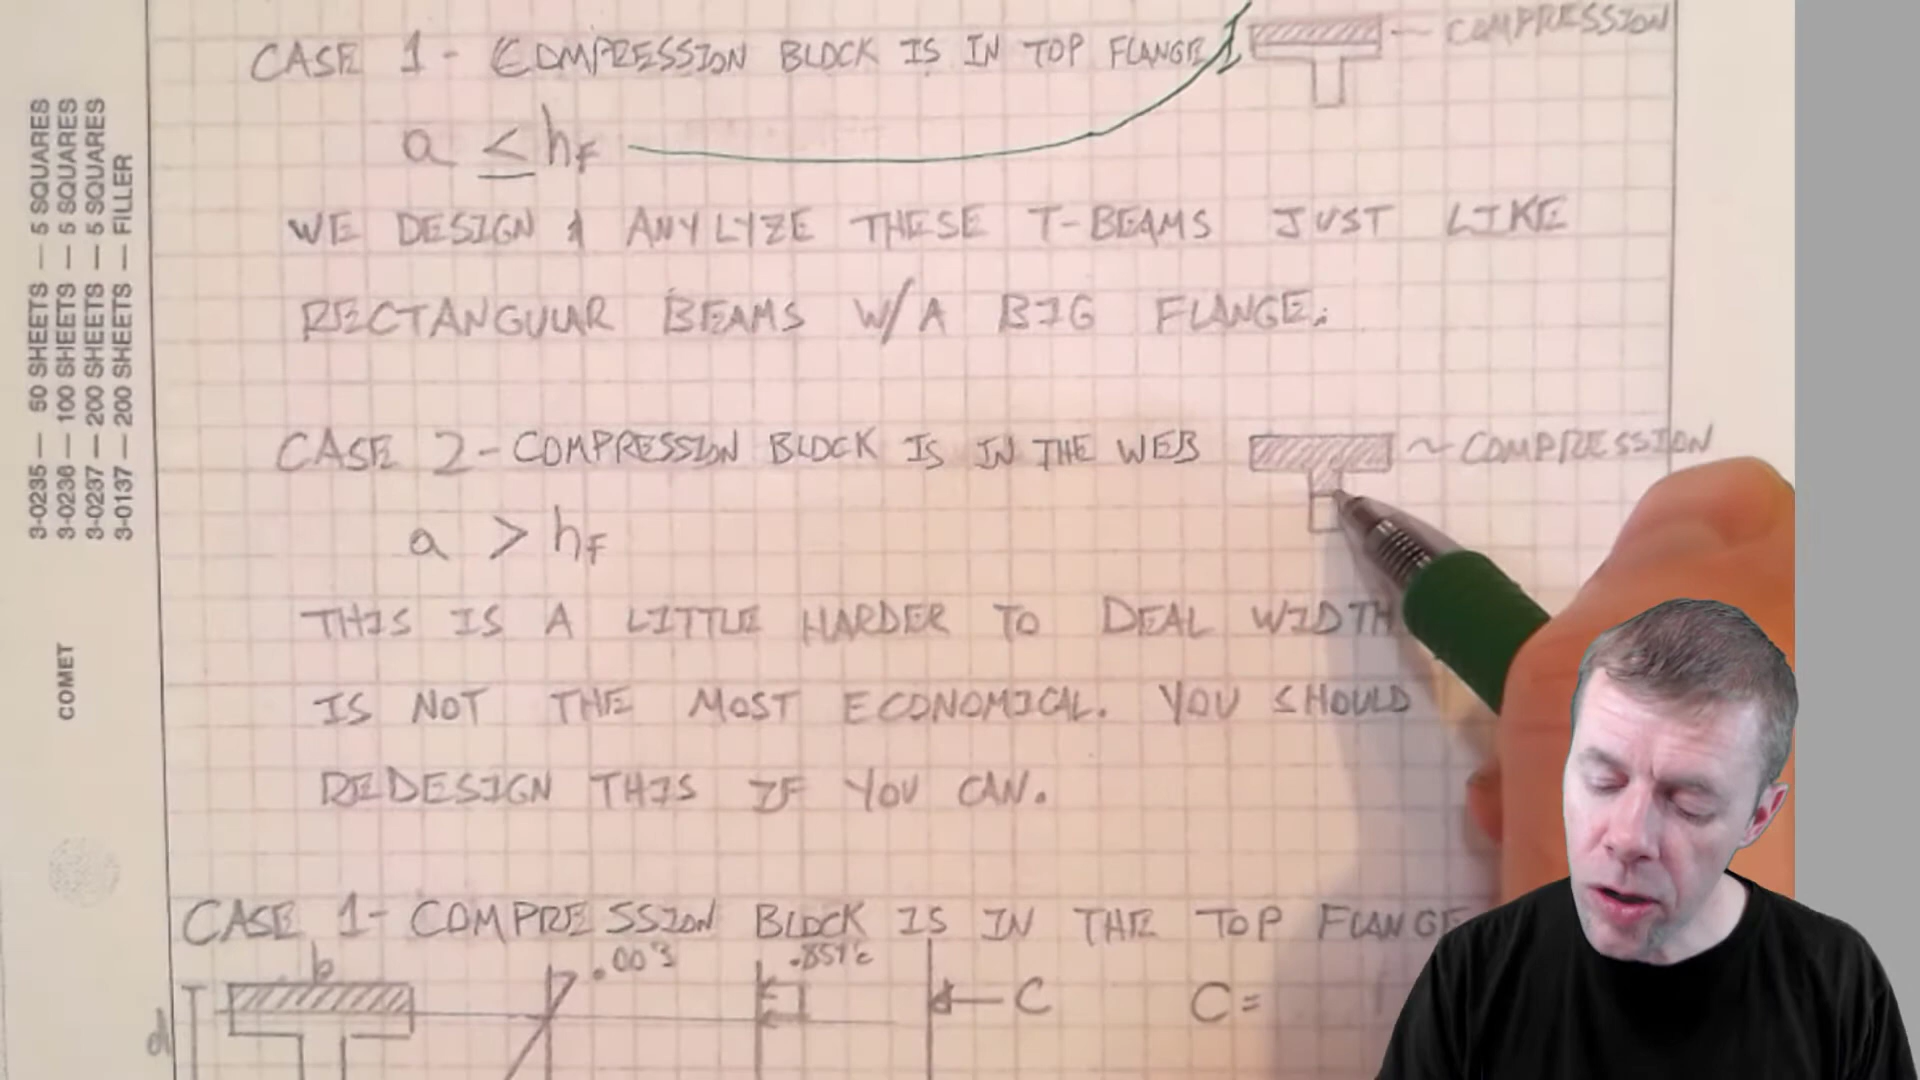 CASE 1 - COMPRESSION BLOCK IS IN TOP FLANGE
~ COMPRESSION
a ≤ hF
WE DESIGN & ANYLYZE THESE T-BEAMS JUST LIKE
RECTANGULAR BEAMS W/A BIG FLANGE.
CASE 2 - COMPRESSION BLOCK IS IN THE WEB
~ COMPRESSION
a > hF
THIS IS A LITTLE HARDER TO DEAL WIDTH
IS NOT THE MOST ECONOMICAL. YOU SHOULD
REDESIGN THIS IF YOU CAN.
CASE 1- COMPRESSION BLOCK IS IN THE TOP FLANGE
b
.003
.85f'c
C
C=
d
3-0235 — 50 SHEETS — 5 SQUARES
3-0236 — 100 SHEETS — 5 SQUARES
3-0237 — 200 SHEETS — 5 SQUARES
3-0137 — 200 SHEETS — FILLER
COMET